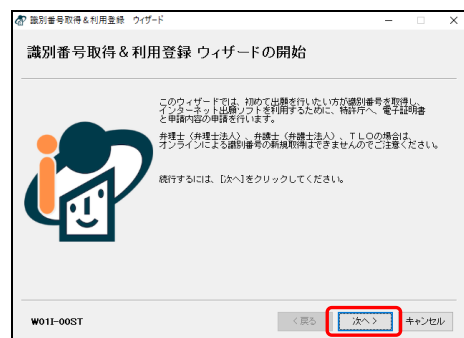 識別番号取得＆利用登録 ウィザード
識別番号取得＆利用登録 ウィザードの開始
このウィザードでは、初めて出願を行いたい方が識別番号を取得し、
インターネット出願ソフトを利用するために、特許庁へ、電子証明書
と申請内容の申請を行います。
弁理士（弁理士法人）、弁護士（弁護士法人）、ＴＬＯの場合は、
オンラインによる識別番号の新規取得はできませんのでご注意ください。
続行するには、[次へ]をクリックしてください。
W01I-00ST
＜戻る
次へ＞
キャンセル